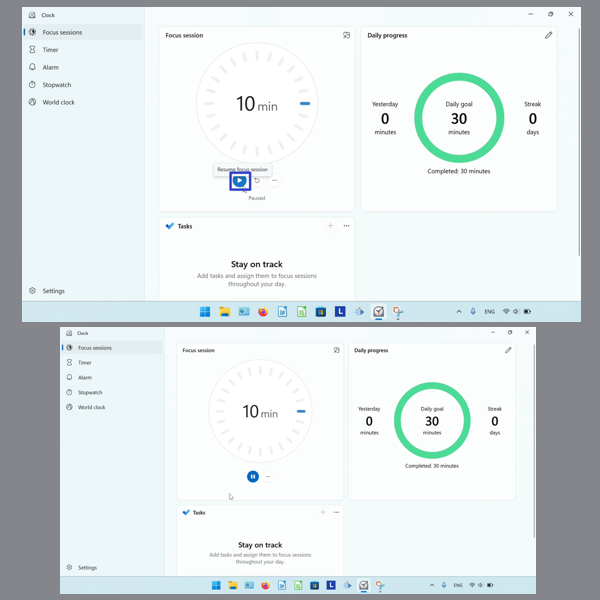 Clock
Focus sessions
Timer
Alarm
Stopwatch
World clock
Settings
Focus session
10 min
Resume focus session
Paused
Daily progress
Yesterday
0
minutes
Daily goal
30
minutes
Streak
0
days
Completed: 30 minutes
Tasks
Stay on track
Add tasks and assign them to focus sessions
throughout your day.
L
ENG
Clock
Focus sessions
Timer
Alarm
Stopwatch
World clock
Settings
Focus session
10 min
Daily progress
Yesterday
0
minutes
Daily goal
30
minutes
Streak
0
days
Completed: 30 minutes
Tasks
Stay on track
Add tasks and assign them to focus sessions
throughout your day.
L
ENG